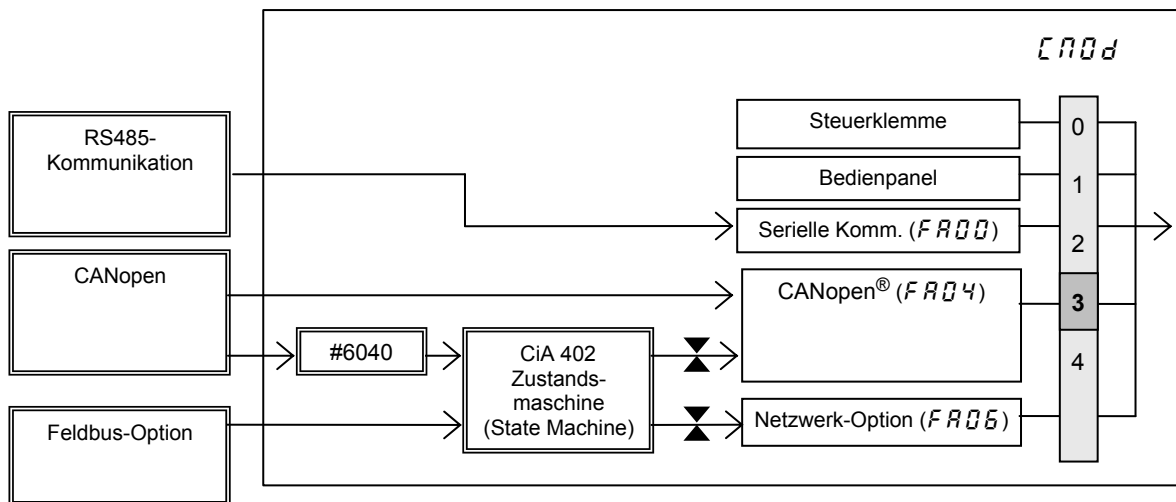 CMOd
RS485-
Kommunikation
Steuerklemme
0
Bedienpanel
1
Serielle Komm. (FA00)
2
CANopen
CANopen® (FA04)
3
#6040
CiA 402
Zustands-
maschine
(State Machine)
4
Feldbus-Option
Netzwerk-Option (FA06)